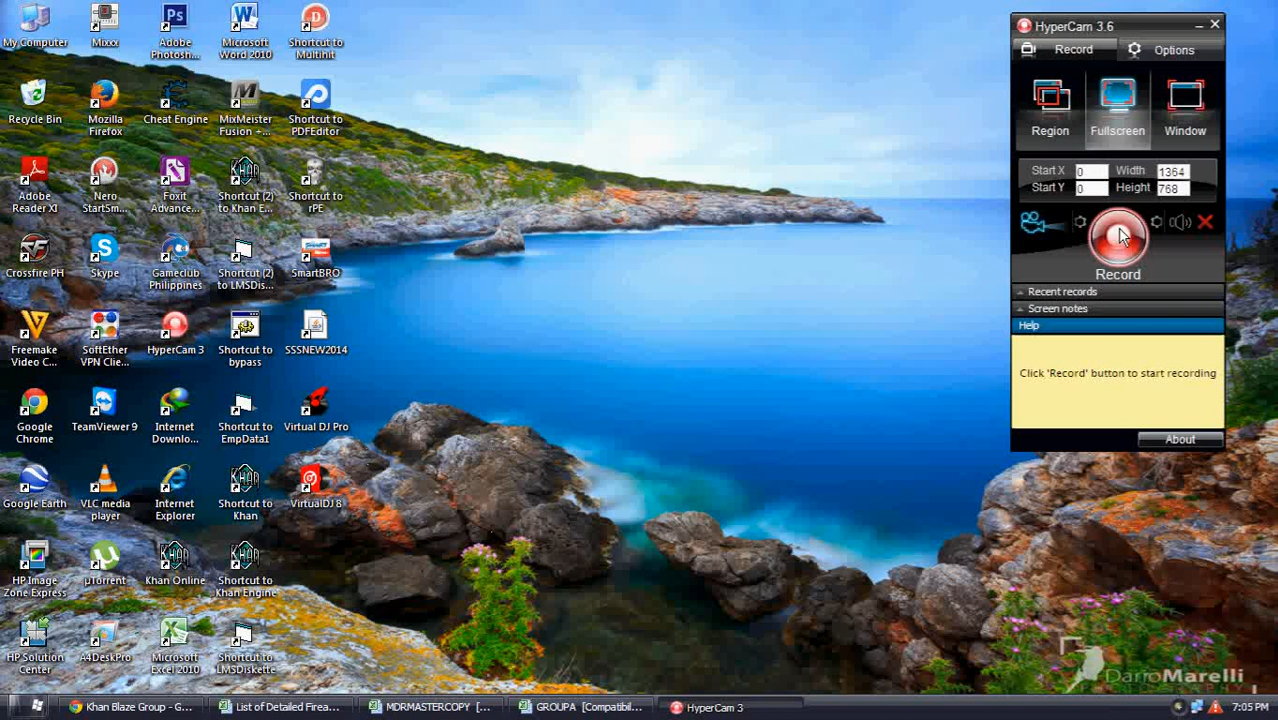 My Computer
Mixxx
Adobe
Photosh...
Microsoft
Word 2010
Shortcut to
Multinit
Recycle Bin
Mozilla
Firefox
Cheat Engine
MixMeister
Fusion +...
Shortcut to
PDFEditor
Adobe
Reader XI
Nero
StartSm...
Foxit
Advance...
Shortcut (2)
to Khan E...
Shortcut to
rPE
Crossfire PH
Skype
Gameclub
Philippines
Shortcut (2)
to LMSDis...
SmartBRO
Freemake
Video C...
SoftEther
VPN Clie...
HyperCam 3
Shortcut to
bypass
SSSNEW2014
Google
Chrome
TeamViewer 9
Internet
Downlo...
Shortcut to
EmpData1
Virtual DJ Pro
Google Earth
VLC media
player
Internet
Explorer
Shortcut to
Khan
VirtualDJ 8
HP Image
Zone Express
µTorrent
Khan Online
Shortcut to
Khan Engine
HP Solution
Center
A4DeskPro
Microsoft
Excel 2010
Shortcut to
LMSDiskette
HyperCam 3.6
Record
Options
Region
Fullscreen
Window
Start X 0 Width 1364
Start Y 0 Height 768
Record
Recent records
Screen notes
Help
Click 'Record' button to start recording
About
DarioMarelli
Khan Blaze Group - G...
List of Detailed Firea...
MDRMASTERCOPY [...
GROUPA [Compatibil...
HyperCam 3
7:05 PM